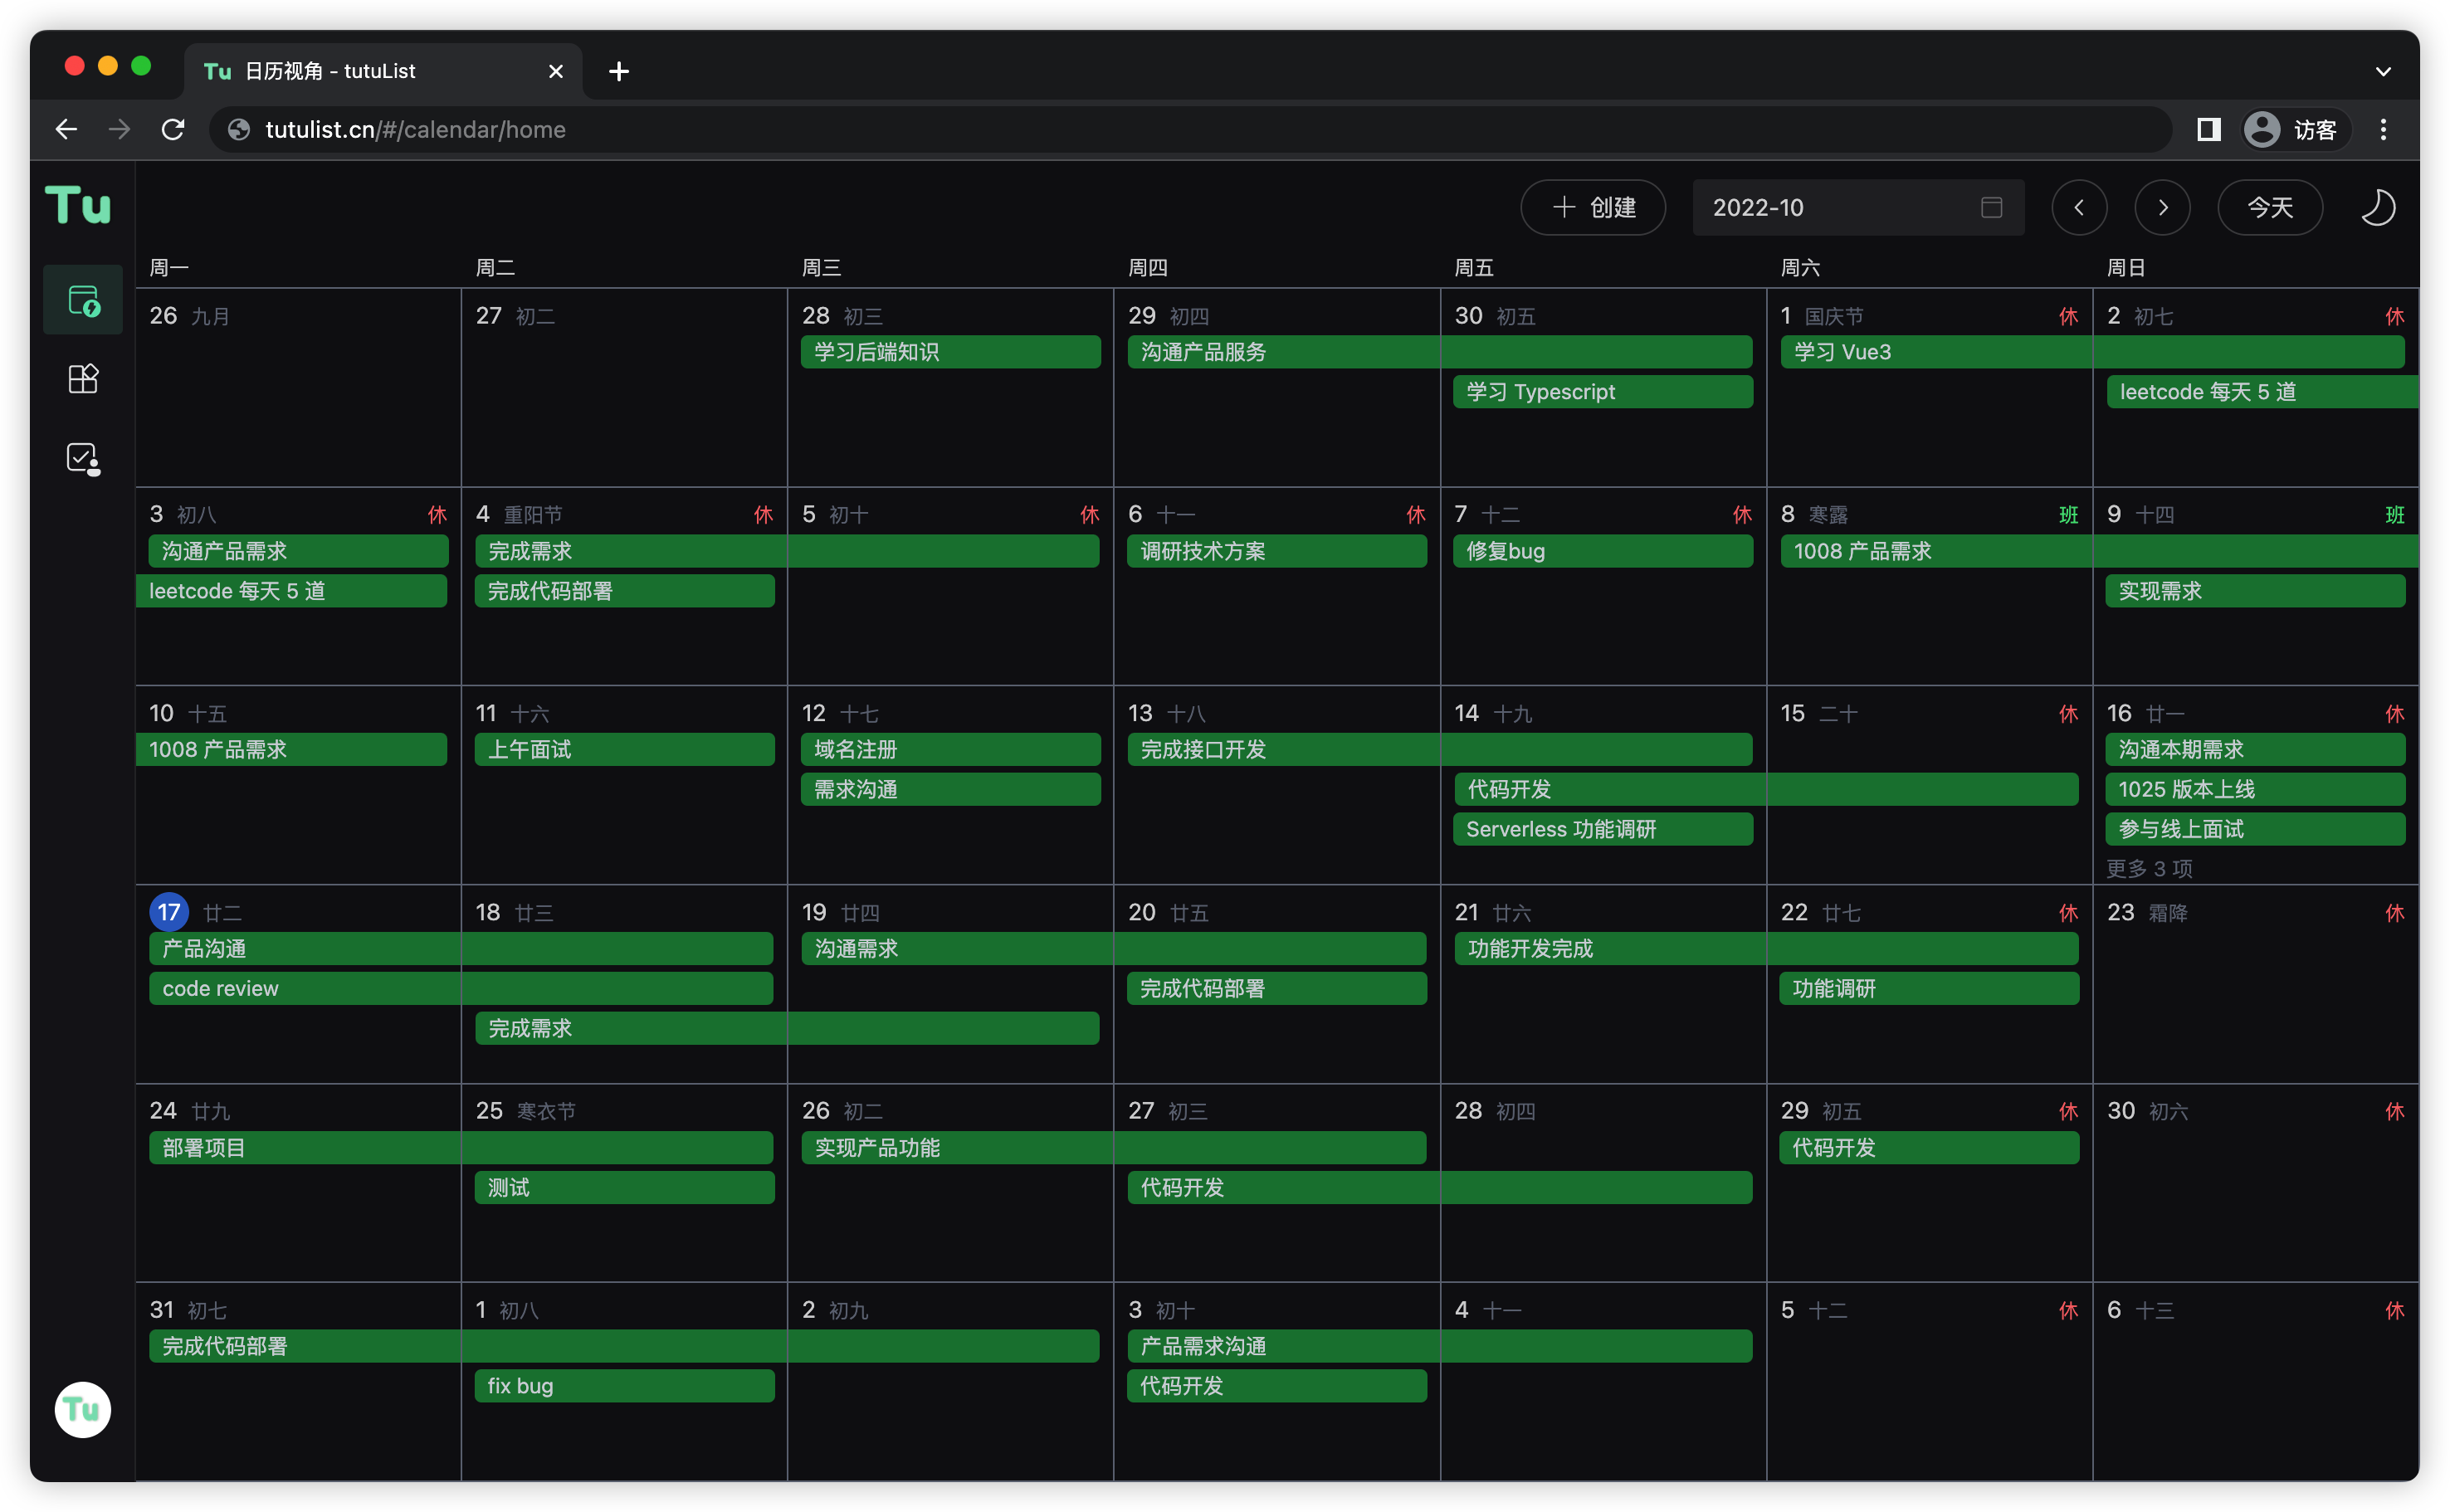 Tu 日历视角 - tutuList
tutulist.cn/#/calendar/home
访客
Tu
创建
2022-10
今天
周一 周二 周三 周四 周五 周六 周日
26 九月 27 初二 28 初三 29 初四 30 初五 1 国庆节 休 2 初七 休
学习后端知识 沟通产品服务 学习 Vue3
学习 Typescript leetcode 每天 5 道
3 初八 休 4 重阳节 休 5 初十 休 6 十一 休 7 十二 休 8 寒露 班 9 十四 班
沟通产品需求 完成需求 调研技术方案 修复bug 1008 产品需求
leetcode 每天 5 道 完成代码部署 实现需求
10 十五 11 十六 12 十七 13 十八 14 十九 15 二十 休 16 廿一 休
1008 产品需求 上午面试 域名注册 完成接口开发 沟通本期需求
需求沟通 代码开发 1025 版本上线
Serverless 功能调研 参与线上面试
更多 3 项
17 廿二 18 廿三 19 廿四 20 廿五 21 廿六 22 廿七 休 23 霜降 休
产品沟通 沟通需求 功能开发完成
code review 完成代码部署 功能调研
完成需求
24 廿九 25 寒衣节 26 初二 27 初三 28 初四 29 初五 休 30 初六 休
部署项目 实现产品功能 代码开发
测试 代码开发
31 初七 1 初八 2 初九 3 初十 4 十一 5 十二 休 6 十三 休
完成代码部署 产品需求沟通
fix bug 代码开发
Tu